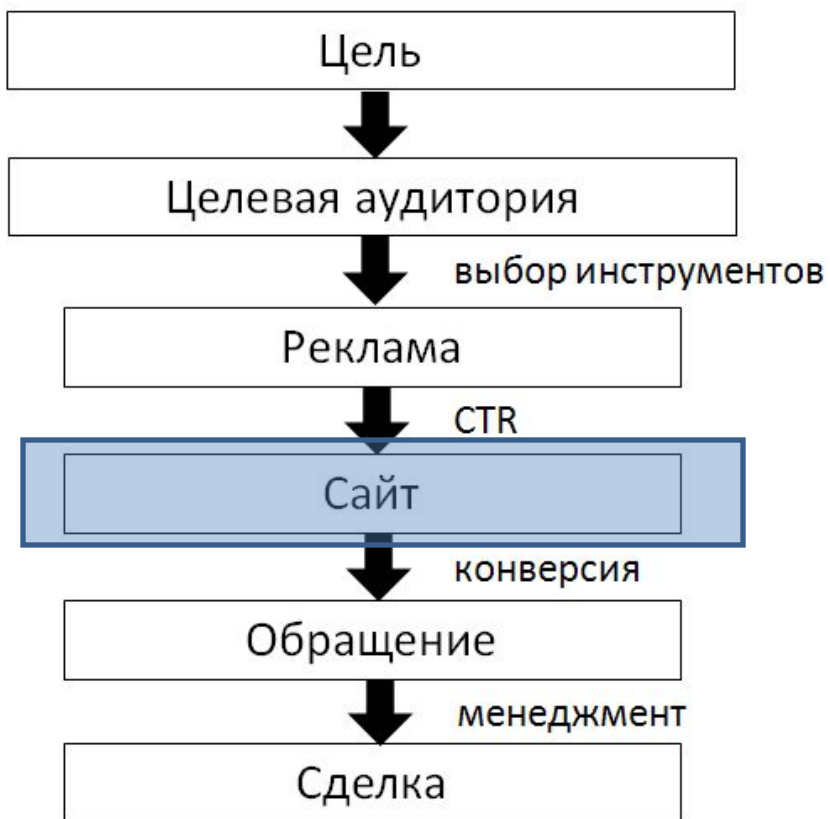 Цель
Целевая аудитория
выбор инструментов
Реклама
CTR
Сайт
конверсия
Обращение
менеджмент
Сделка